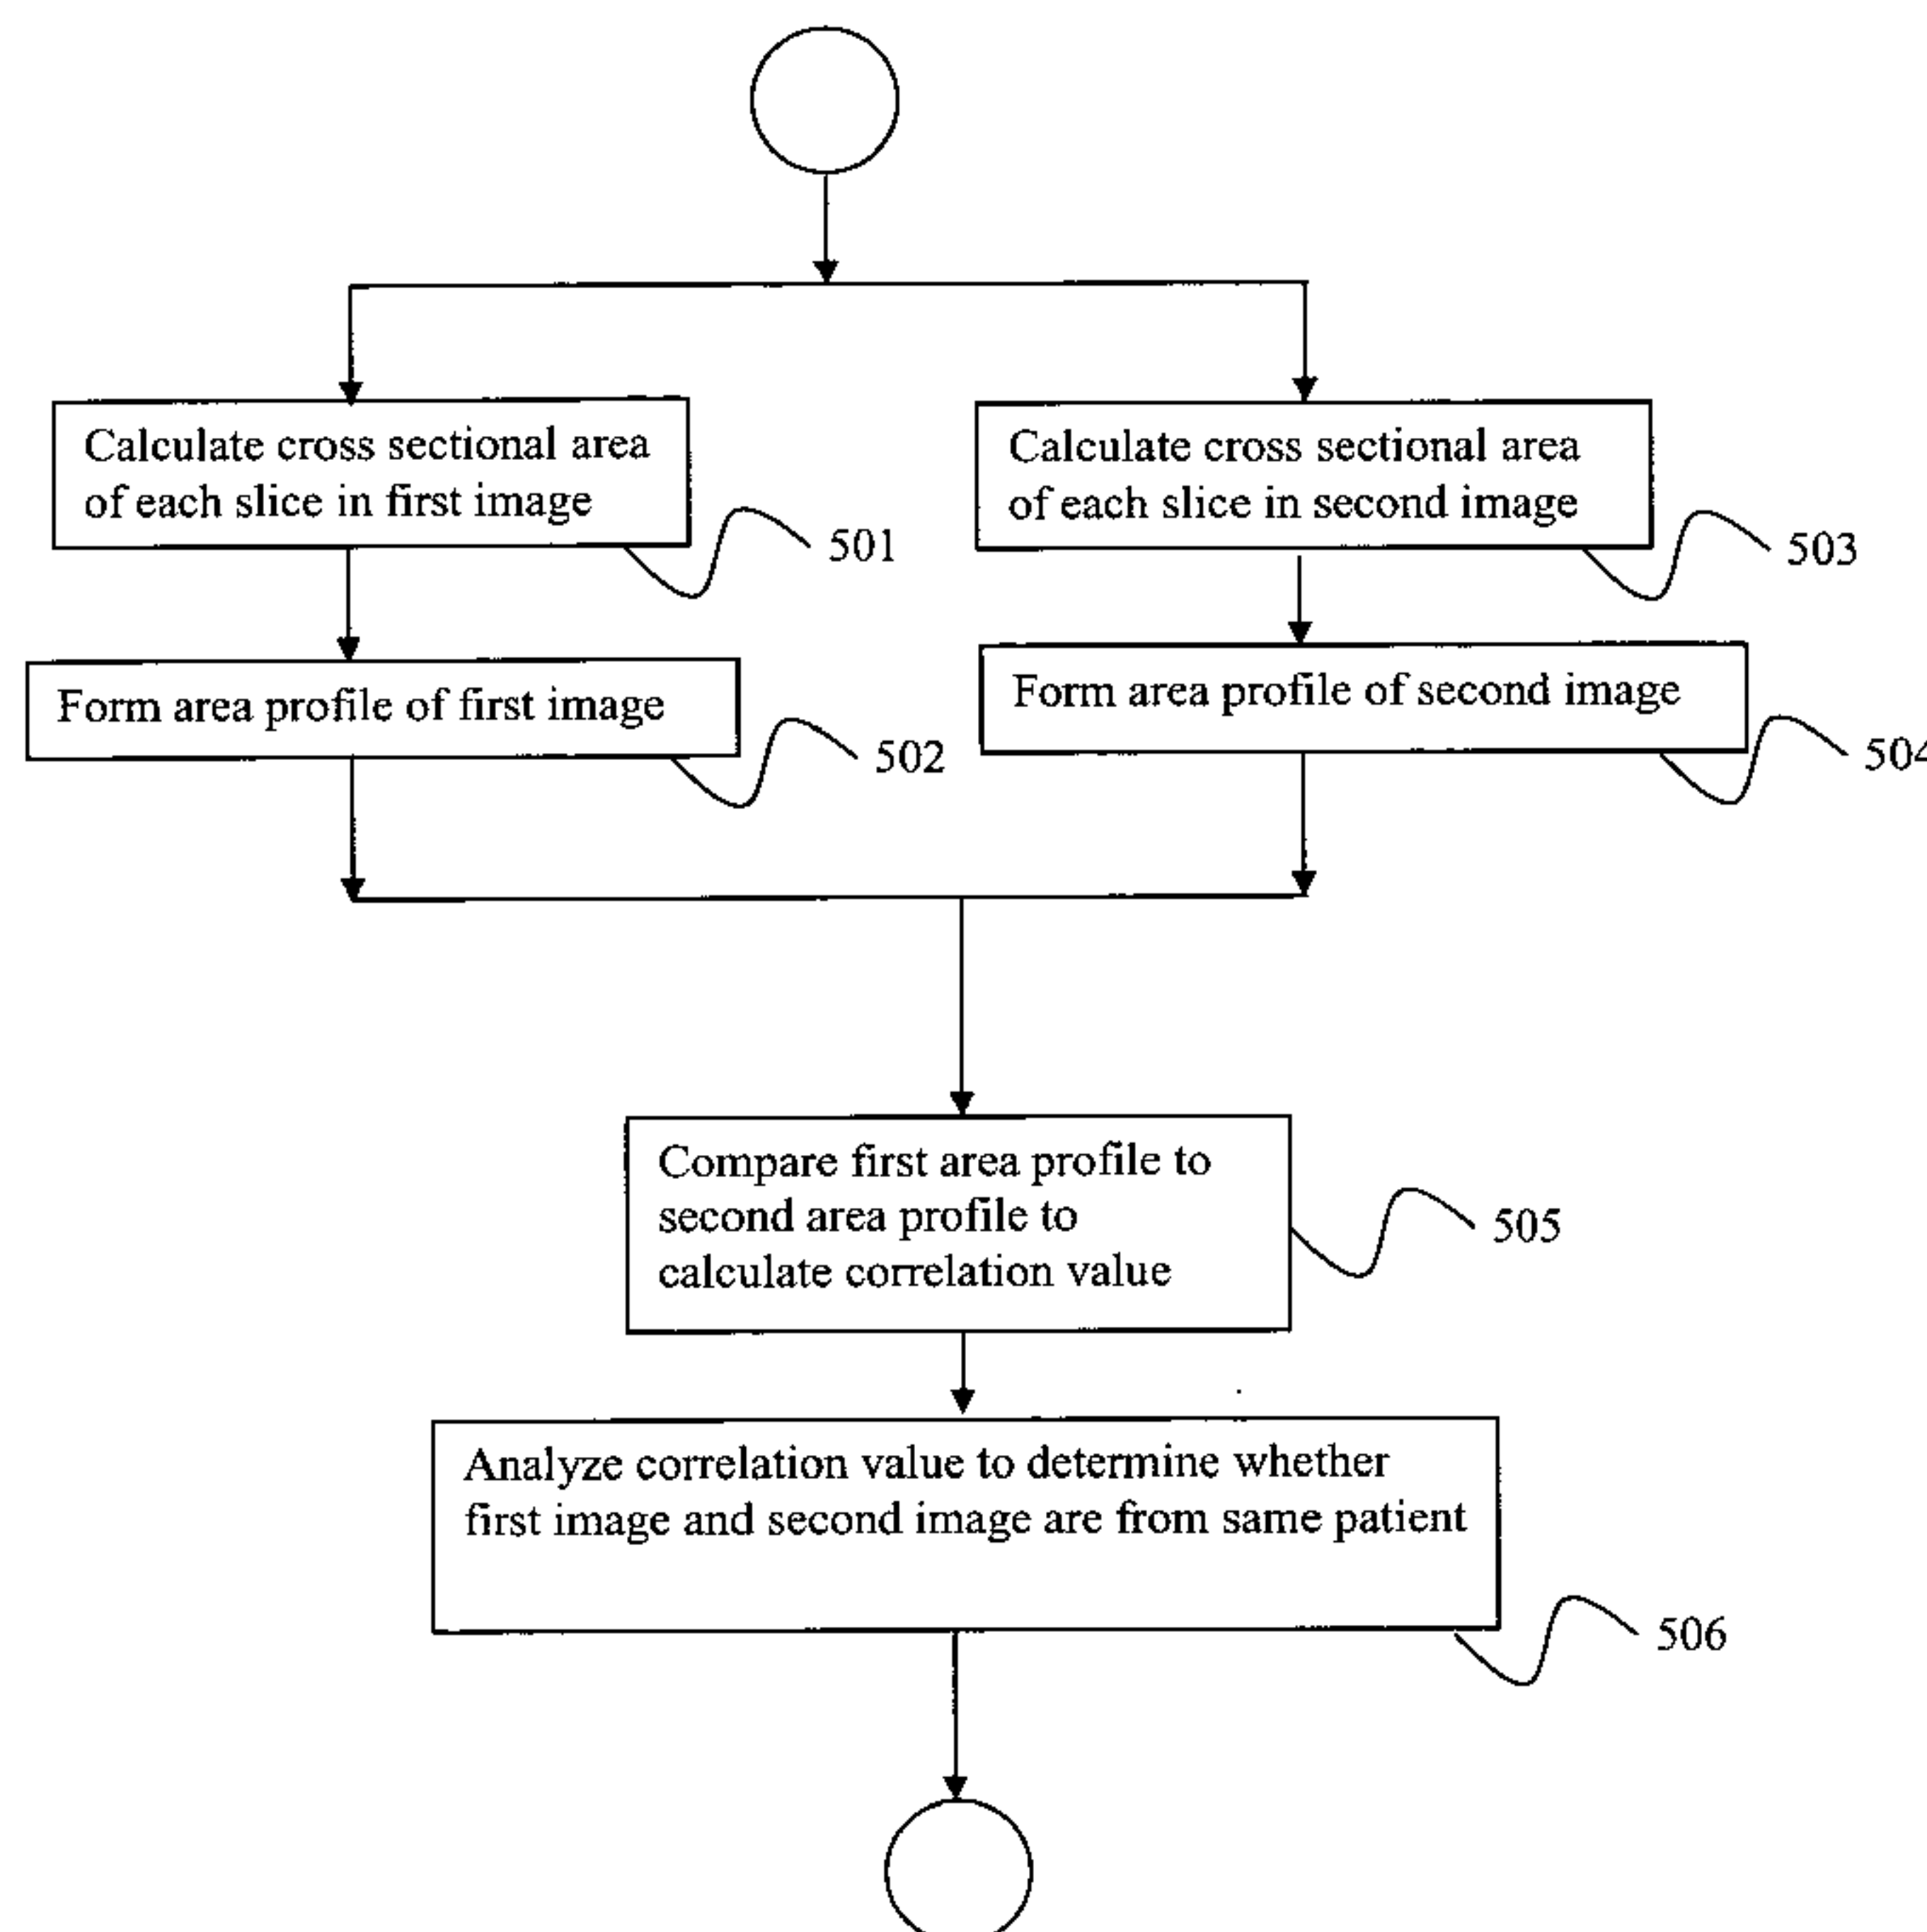 Calculate cross sectional area
of each slice in first image
501
Calculate cross sectional area
of each slice in second image
503
Form area profile of first image
502
Form area profile of second image
504
Compare first area profile to
second area profile to
calculate correlation value
505
Analyze correlation value to determine whether
first image and second image are from same patient
506